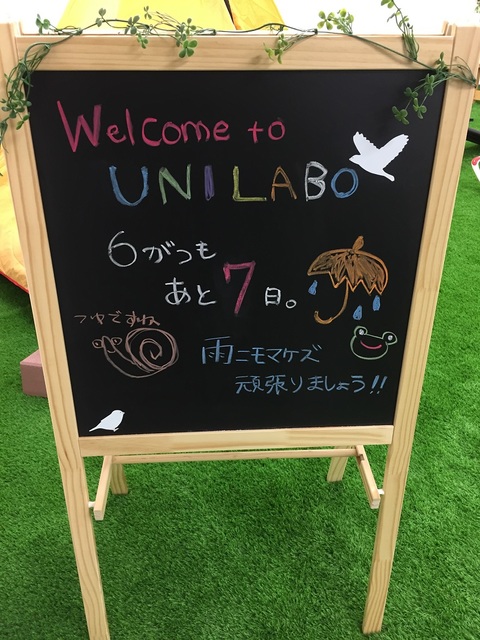 Welcome to
UNILABO
6がつも
あと7日。
つゆですね
雨ニモマケズ
頑張りましょう!!